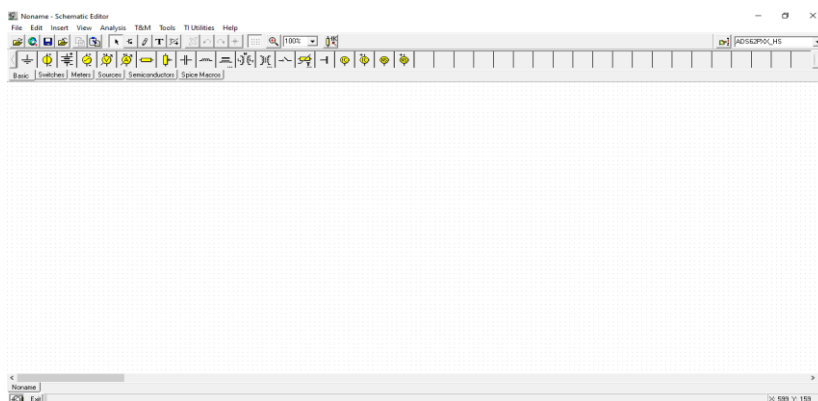 Noname - Schematic Editor
File Edit Insert View Analysis T&M Tools TI Utilities Help
100% ADS62PXX_HS
Basic Switches Meters Sources Semiconductors Spice Macros
Noname
Exit X: 599 Y: 159